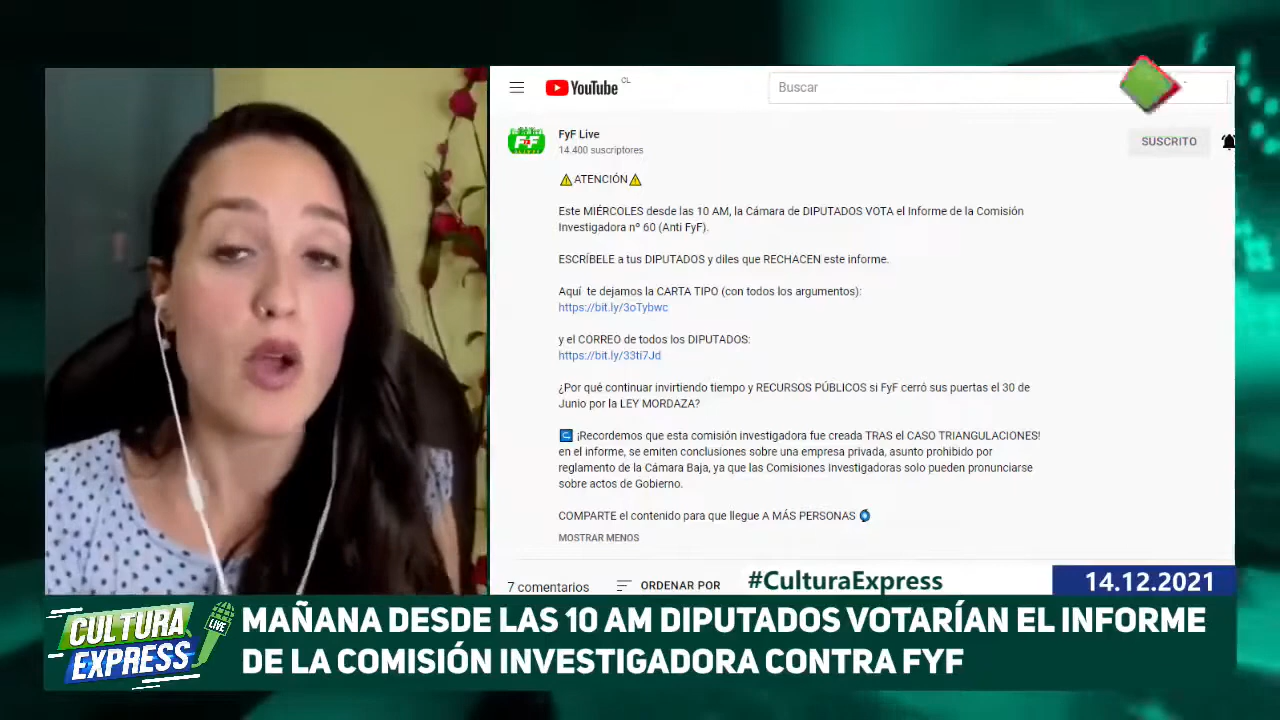 YouTube CL
Buscar
FyF Live
14.400 suscriptores
SUSCRITO
⚠ATENCIÓN⚠
Este MIÉRCOLES desde las 10 AM, la Cámara de DIPUTADOS VOTA el Informe de la Comisión
Investigadora nº 60 (Anti FyF).
ESCRÍBELE a tus DIPUTADOS y diles que RECHACEN este informe.
Aquí te dejamos la CARTA TIPO (con todos los argumentos):
https://bit.ly/3oTybwc
y el CORREO de todos los DIPUTADOS:
https://bit.ly/33ti7Jd
¿Por qué continuar invirtiendo tiempo y RECURSOS PÚBLICOS si FyF cerró sus puertas el 30 de
Junio por la LEY MORDAZA?
¡Recordemos que esta comisión investigadora fue creada TRAS el CASO TRIANGULACIONES!
en el informe, se emiten conclusiones sobre una empresa privada, asunto prohibido por
reglamento de la Cámara Baja, ya que las Comisiones investigadoras solo pueden pronunciarse
sobre actos de Gobierno.
COMPARTE el contenido para que llegue A MÁS PERSONAS
MOSTRAR MENOS
7 comentarios
ORDENAR POR
#CulturaExpress
14.12.2021
CULTURA
EXPRESS
LIVE
MAÑANA DESDE LAS 10 AM DIPUTADOS VOTARÍAN EL INFORME
DE LA COMISIÓN INVESTIGADORA CONTRA FYF